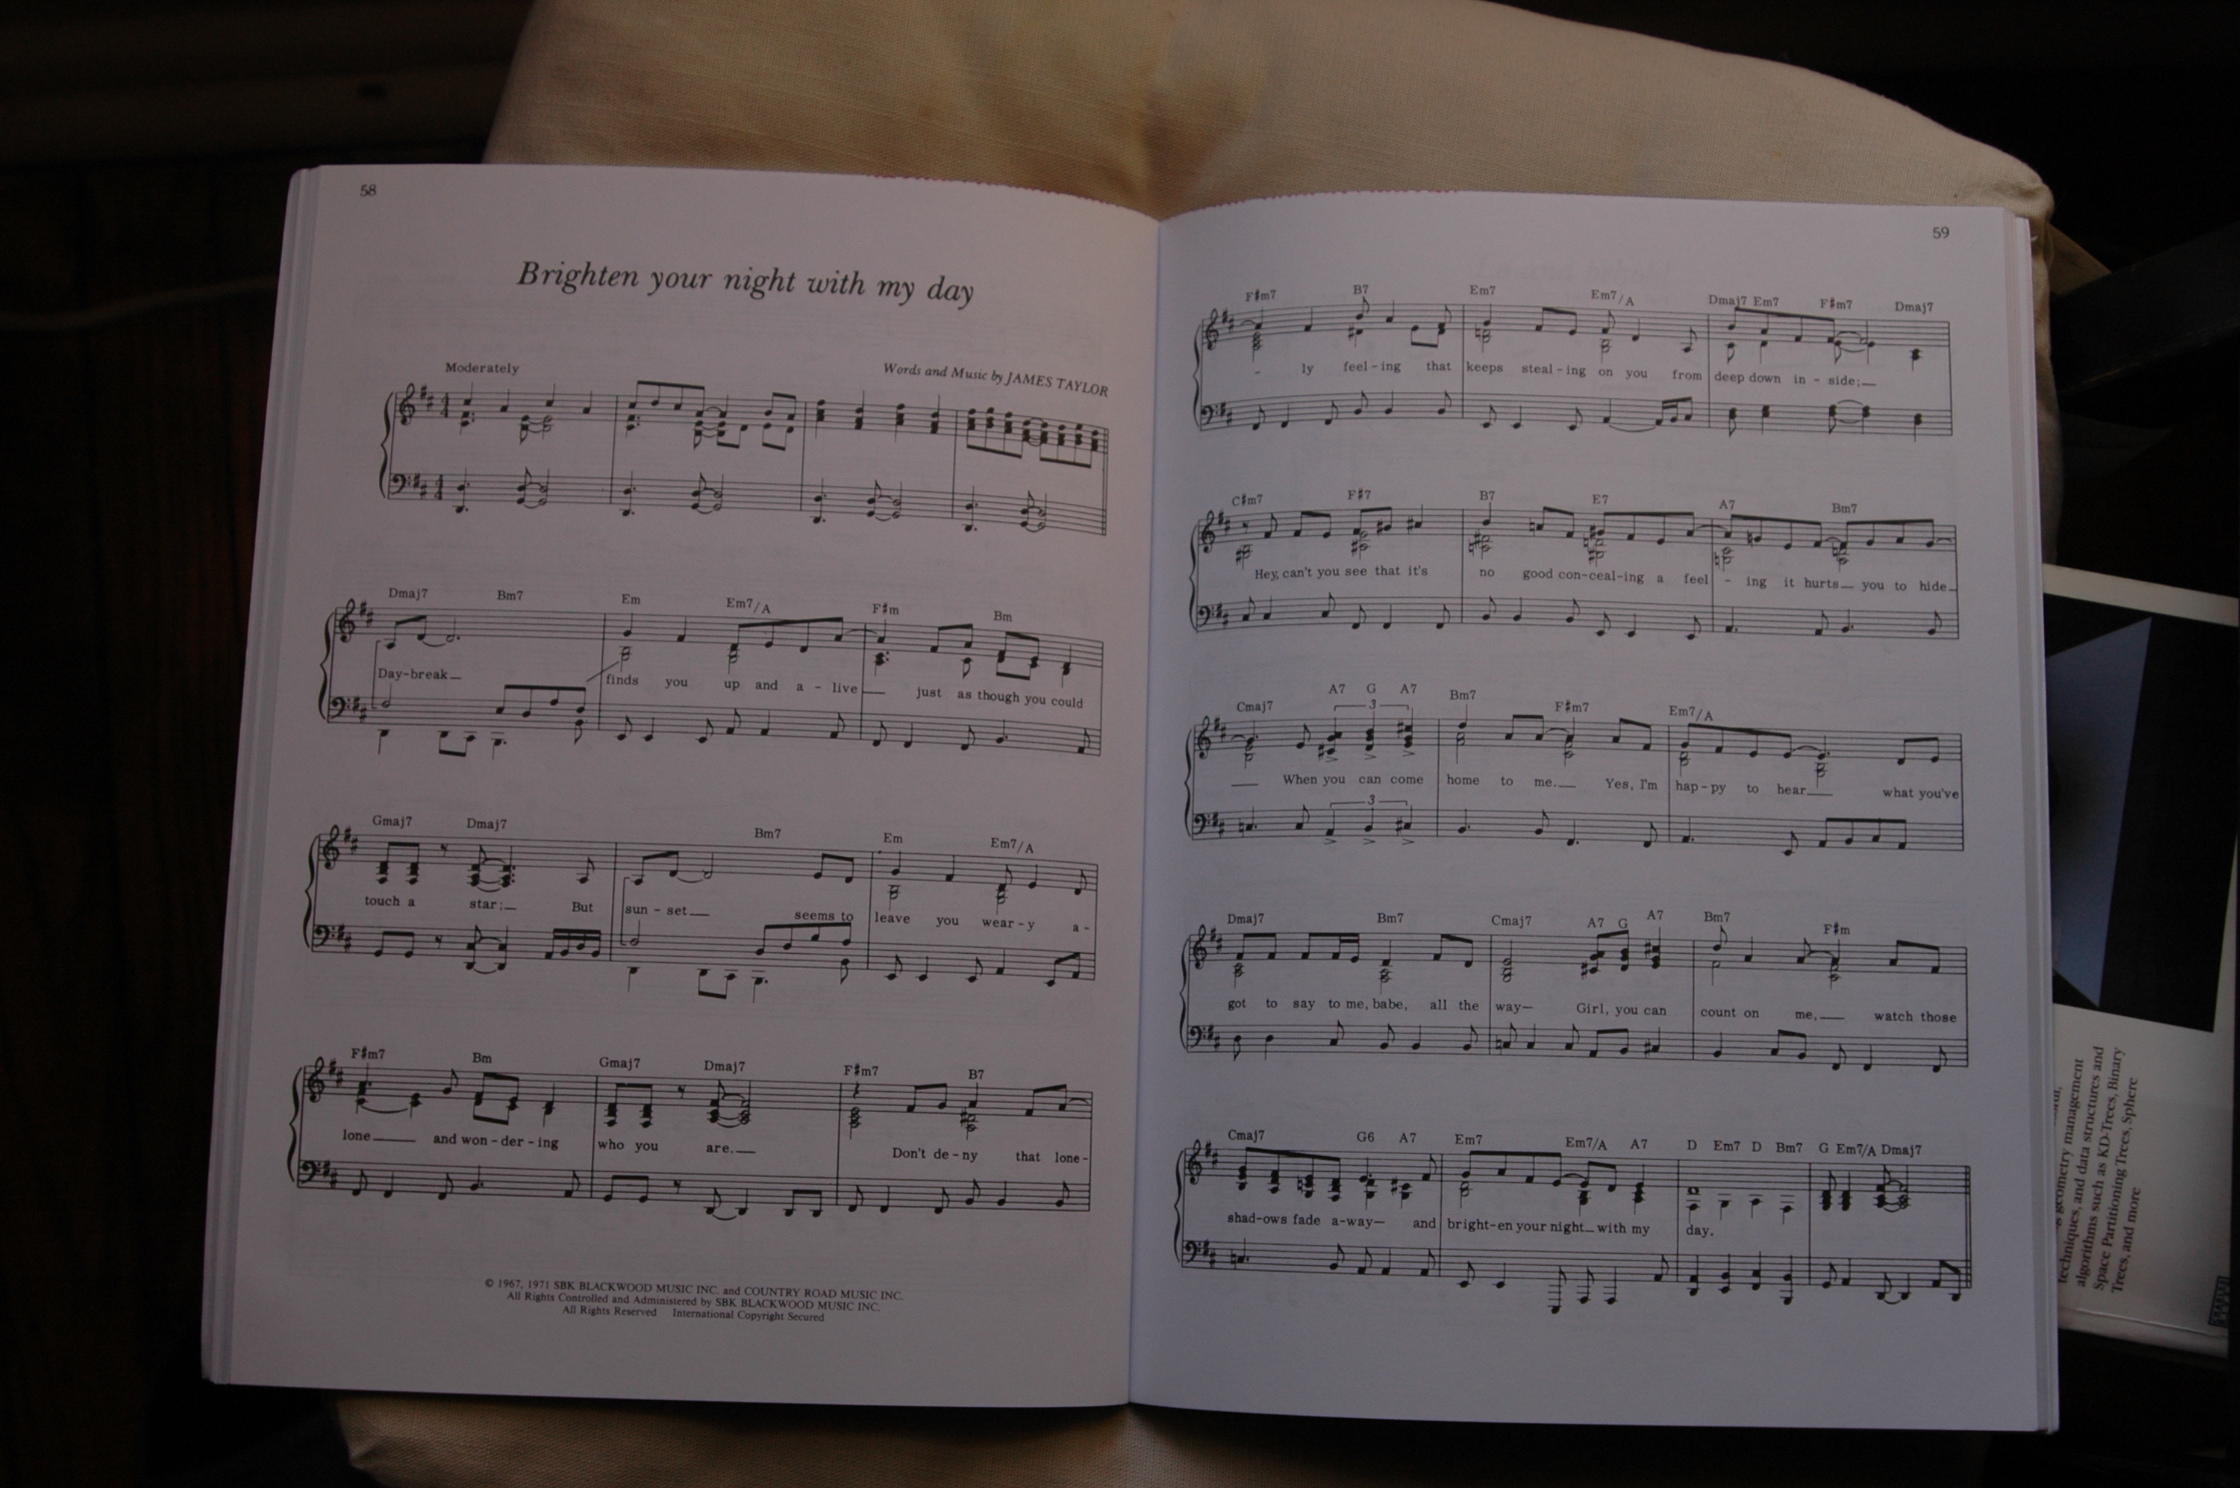 58
Brighten your night with my day
Moderately
Words and Music by JAMES TAYLOR
Dmaj7 Bm7 Em Em7/A F♯m Bm
Day-break— finds you up and a - live— just as though you could
Gmaj7 Dmaj7 Bm7 Em Em7/A
touch a star;— But sun - set— seems to leave you wear - y a -
F♯m7 Bm Gmaj7 Dmaj7 F♯m7 B7
lone— and won - der - ing who you are.— Don't de - ny that lone -
© 1967, 1971 SBK BLACKWOOD MUSIC INC. and COUNTRY ROAD MUSIC INC.
All Rights Controlled and Administered by SBK BLACKWOOD MUSIC INC.
All Rights Reserved International Copyright Secured
59
F♯m7 B7 Em7 Em7/A Dmaj7 Em7 F♯m7 Dmaj7
- ly feel - ing that keeps steal - ing on you from deep down in - side;—
C♯m7 F♯7 B7 E7 A7 Bm7
Hey, can't you see that it's no good con-ceal-ing a feel - ing it hurts— you to hide—
Cmaj7 A7 G A7 Bm7 F♯m7 Em7/A
3
— When you can come home to me.— Yes, I'm hap - py to hear— what you've
3
Dmaj7 Bm7 Cmaj7 A7 G A7 Bm7 F♯m
got to say to me, babe, all the way— Girl, you can count on me,— watch those
Cmaj7 G6 A7 Em7 Em7/A A7 D Em7 D Bm7 G Em7/A Dmaj7
shad-ows fade a-way— and bright-en your night— with my day.
geometry management
techniques, and data structures and
algorithms such as KD-Trees, Binary
Space Partitioning Trees, Sphere
Trees, and more